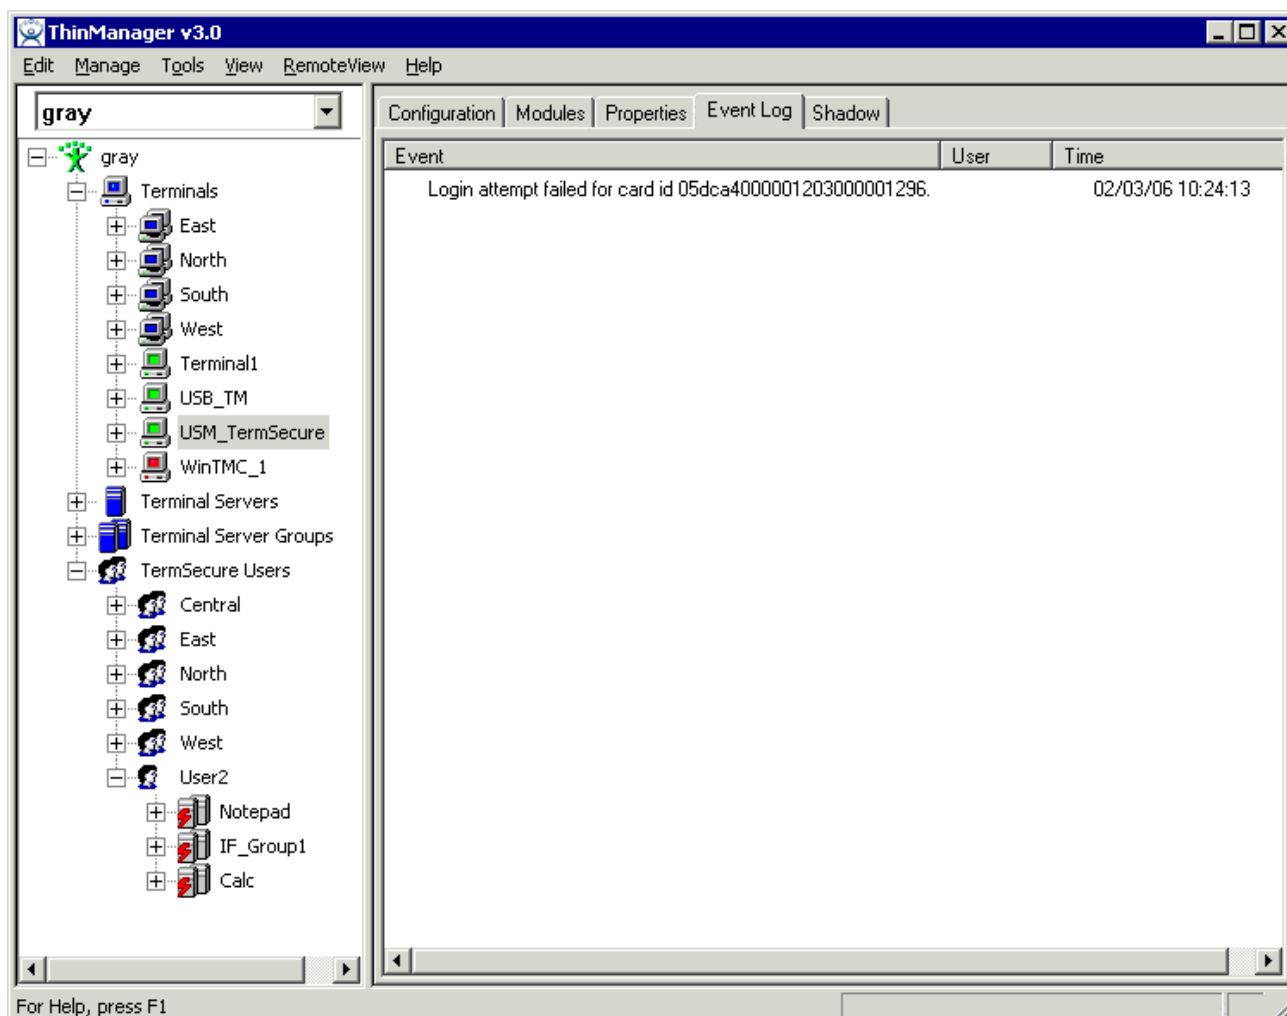 ThinManager v3.0
Edit Manage Tools View RemoteView Help
gray
gray
Terminals
East
North
South
West
Terminal1
USB_TM
USM_TermSecure
WinTMC_1
Terminal Servers
Terminal Server Groups
TermSecure Users
Central
East
North
South
West
User2
Notepad
IF_Group1
Calc
Configuration Modules Properties Event Log Shadow
Event User Time
Login attempt failed for card id 05dca4000001203000001296. 02/03/06 10:24:13
For Help, press F1